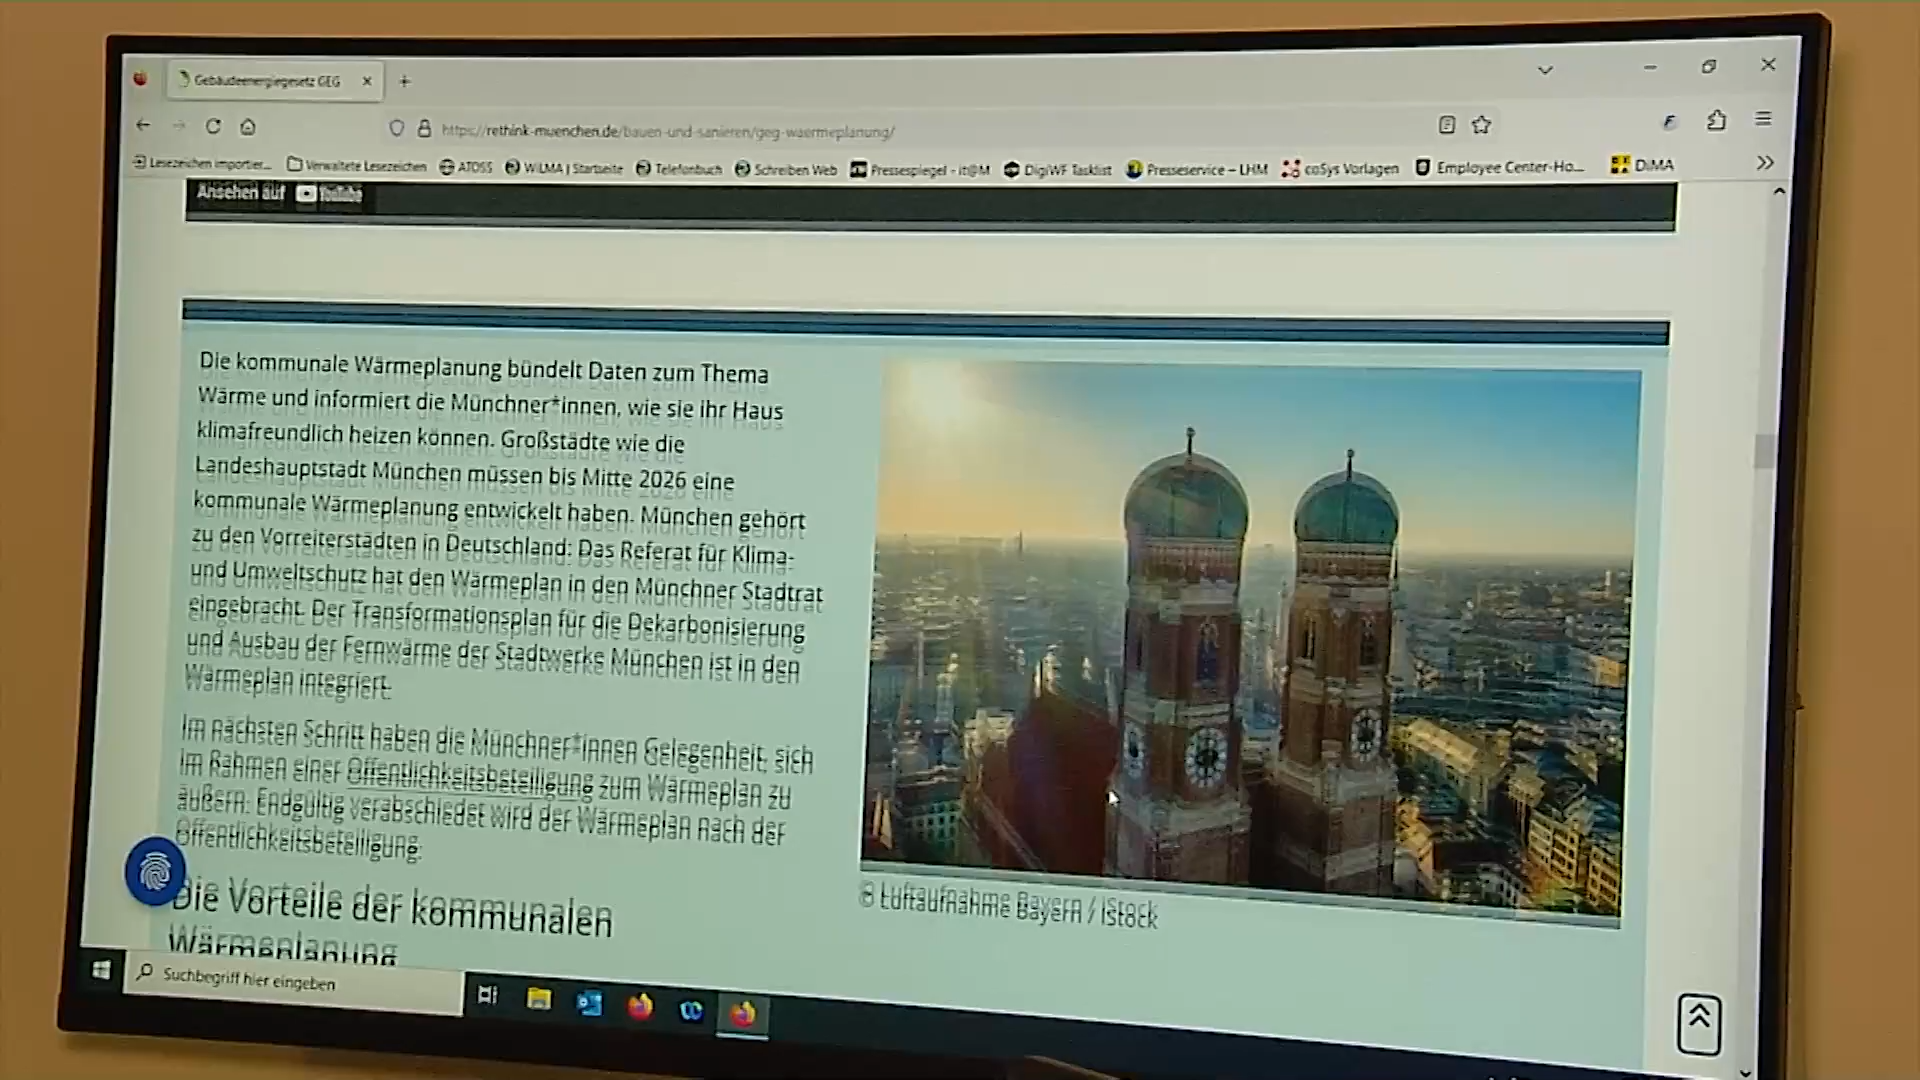 Gebäudeenergiegesetz GEG
https://rethink-muenchen.de/bauen-und-sanieren/geg-waermeplanung/
Lesezeichen importier... Verwaltete Lesezeichen ATOSS WiLMA | Startseite Telefonbuch Schreiben Web Pressespiegel - it@M DigiWF Tasklist Presseservice – LHM coSys Vorlagen Employee Center-Ho... DiMA
Ansehen auf YouTube
Die kommunale Wärmeplanung bündelt Daten zum Thema
Wärme und informiert die Münchner*innen, wie sie ihr Haus
klimafreundlich heizen können. Großstädte wie die
Landeshauptstadt München müssen bis Mitte 2026 eine
kommunale Wärmeplanung entwickelt haben. München gehört
zu den Vorreiterstädten in Deutschland: Das Referat für Klima-
und Umweltschutz hat den Wärmeplan in den Münchner Stadtrat
eingebracht. Der Transformationsplan für die Dekarbonisierung
und Ausbau der Fernwärme der Stadtwerke München ist in den
Wärmeplan integriert.
Im nächsten Schritt haben die Münchner*innen Gelegenheit, sich
im Rahmen einer Öffentlichkeitsbeteiligung zum Wärmeplan zu
äußern. Endgültig verabschiedet wird der Wärmeplan nach der
Öffentlichkeitsbeteiligung.
Die Vorteile der kommunalen
Wärmeplanung
© Luftaufnahme Bayern / iStock
Suchbegriff hier eingeben